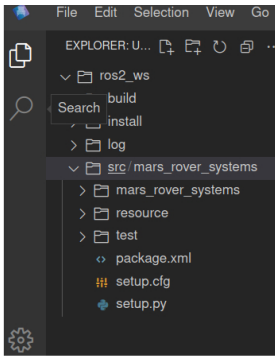 File Edit Selection View Go
EXPLORER: U...
ros2_ws
Search
build
install
log
src/mars_rover_systems
mars_rover_systems
resource
test
package.xml
setup.cfg
setup.py